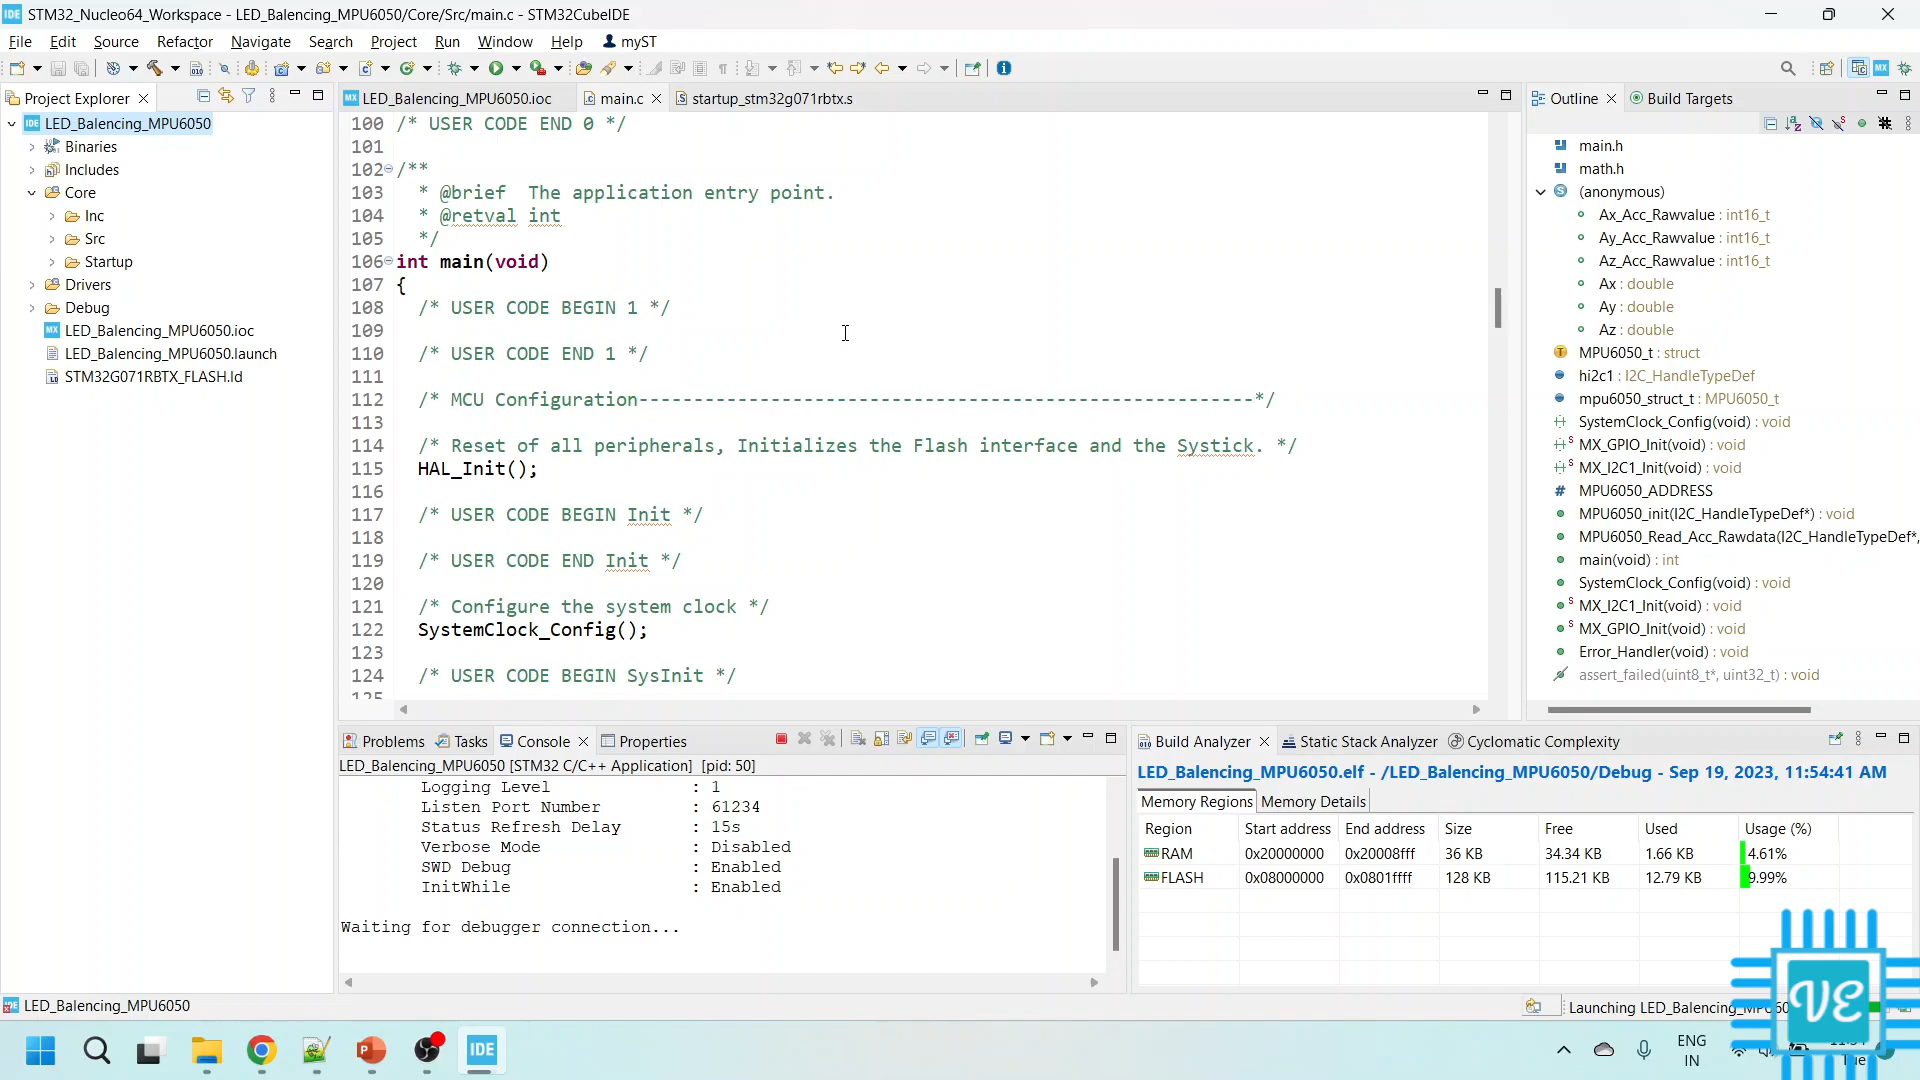 STM32_Nucleo64_Workspace - LED_Balencing_MPU6050/Core/Src/main.c - STM32CubeIDE
File Edit Source Refactor Navigate Search Project Run Window Help myST
Project Explorer
LED_Balencing_MPU6050
Binaries
Includes
Core
Inc
Src
Startup
Drivers
Debug
LED_Balencing_MPU6050.ioc
LED_Balencing_MPU6050.launch
STM32G071RBTX_FLASH.ld
LED_Balencing_MPU6050.ioc main.c startup_stm32g071rbtx.s
100 /* USER CODE END 0 */
101
102 /**
103 * @brief The application entry point.
104 * @retval int
105 */
106 int main(void)
107 {
108 /* USER CODE BEGIN 1 */
109
110 /* USER CODE END 1 */
111
112 /* MCU Configuration--------------------------------------------------------*/
113
114 /* Reset of all peripherals, Initializes the Flash interface and the Systick. */
115 HAL_Init();
116
117 /* USER CODE BEGIN Init */
118
119 /* USER CODE END Init */
120
121 /* Configure the system clock */
122 SystemClock_Config();
123
124 /* USER CODE BEGIN SysInit */
125
Outline Build Targets
main.h
math.h
(anonymous)
Ax_Acc_Rawvalue : int16_t
Ay_Acc_Rawvalue : int16_t
Az_Acc_Rawvalue : int16_t
Ax : double
Ay : double
Az : double
MPU6050_t : struct
hi2c1 : I2C_HandleTypeDef
mpu6050_struct_t : MPU6050_t
SystemClock_Config(void) : void
MX_GPIO_Init(void) : void
MX_I2C1_Init(void) : void
MPU6050_ADDRESS
MPU6050_init(I2C_HandleTypeDef*) : void
MPU6050_Read_Acc_Rawdata(I2C_HandleTypeDef*,
main(void) : int
SystemClock_Config(void) : void
MX_I2C1_Init(void) : void
MX_GPIO_Init(void) : void
Error_Handler(void) : void
assert_failed(uint8_t*, uint32_t) : void
Problems Tasks Console Properties
LED_Balencing_MPU6050 [STM32 C/C++ Application] [pid: 50]
Logging Level : 1
Listen Port Number : 61234
Status Refresh Delay : 15s
Verbose Mode : Disabled
SWD Debug : Enabled
InitWhile : Enabled
Waiting for debugger connection...
Build Analyzer Static Stack Analyzer Cyclomatic Complexity
LED_Balencing_MPU6050.elf - /LED_Balencing_MPU6050/Debug - Sep 19, 2023, 11:54:41 AM
Memory Regions Memory Details
Region Start address End address Size Free Used Usage (%)
RAM 0x20000000 0x20008fff 36 KB 34.34 KB 1.66 KB 4.61%
FLASH 0x08000000 0x0801ffff 128 KB 115.21 KB 12.79 KB 9.99%
LED_Balencing_MPU6050
Launching LED_Balencing_MPU60
VE
IDE
ENG
IN
Tue